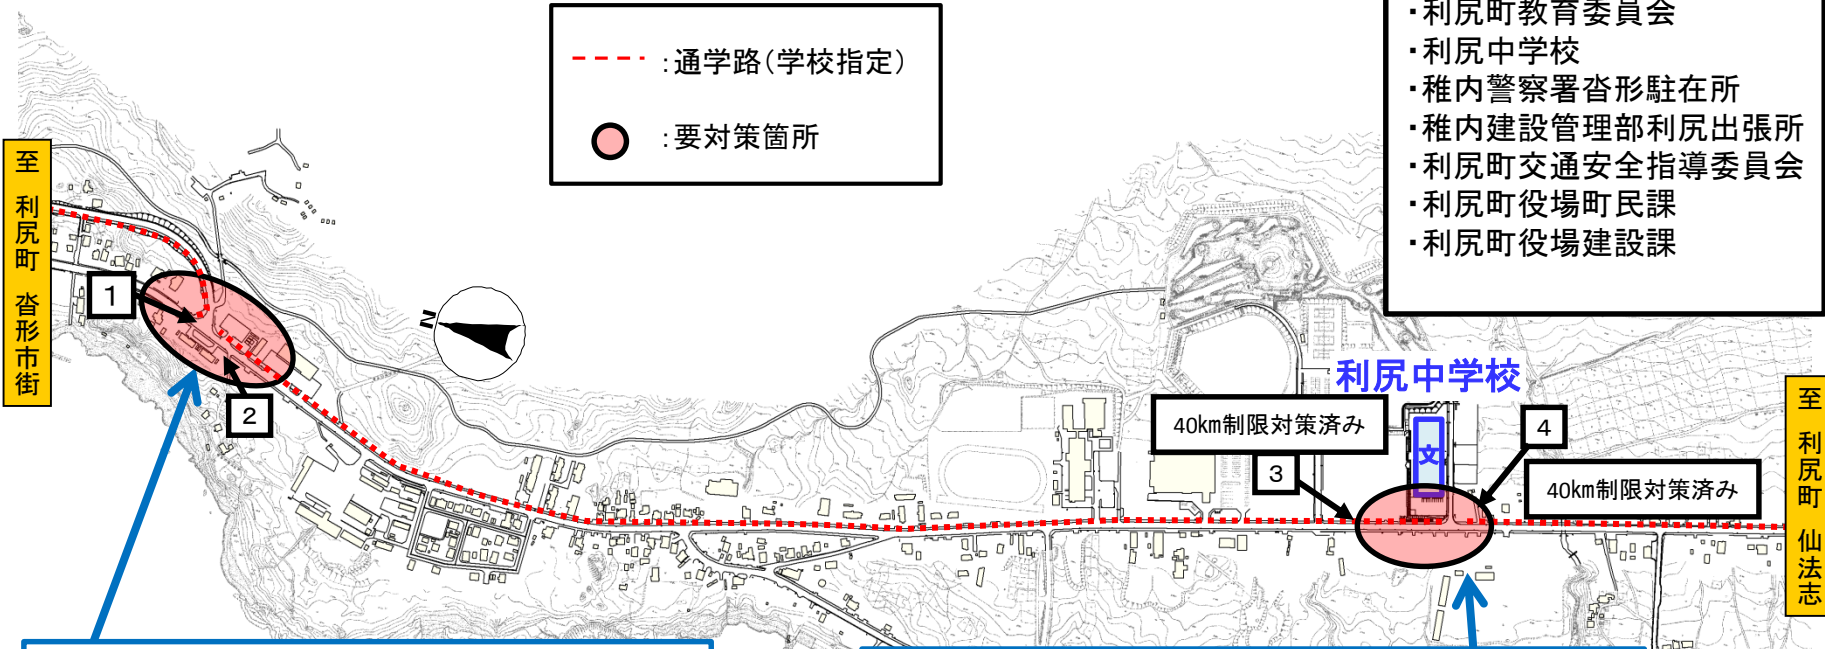 ：通学路（学校指定）
：要対策箇所
・利尻町教育委員会
・利尻中学校
・稚内警察署沓形駐在所
・稚内建設管理部利尻出張所
・利尻町交通安全指導委員会
・利尻町役場町民課
・利尻町役場建設課
至 利尻町 沓形市街
1
2
N
利尻中学校
40km制限対策済み
3
文
4
40km制限対策済み
至 利尻町 仙法志